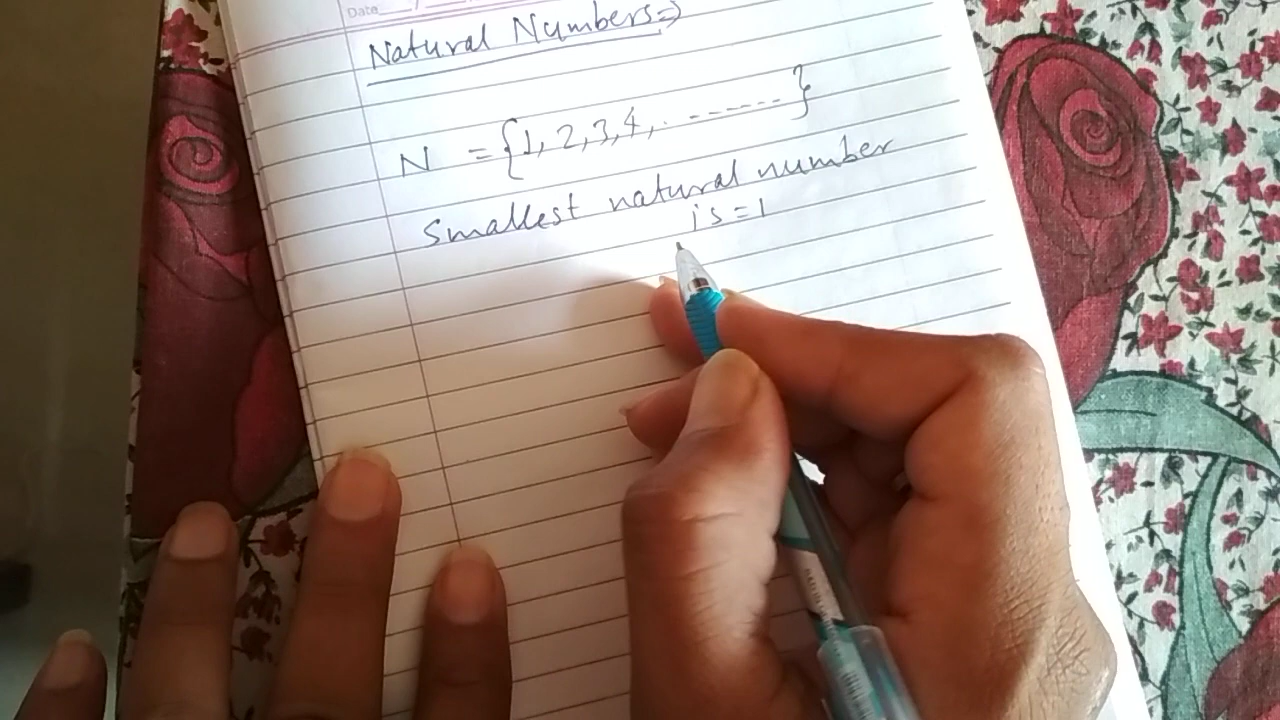 Date
Natural Numbers⇒
N = {1, 2, 3, 4, . ------.. }
Smallest natural number
is = 1